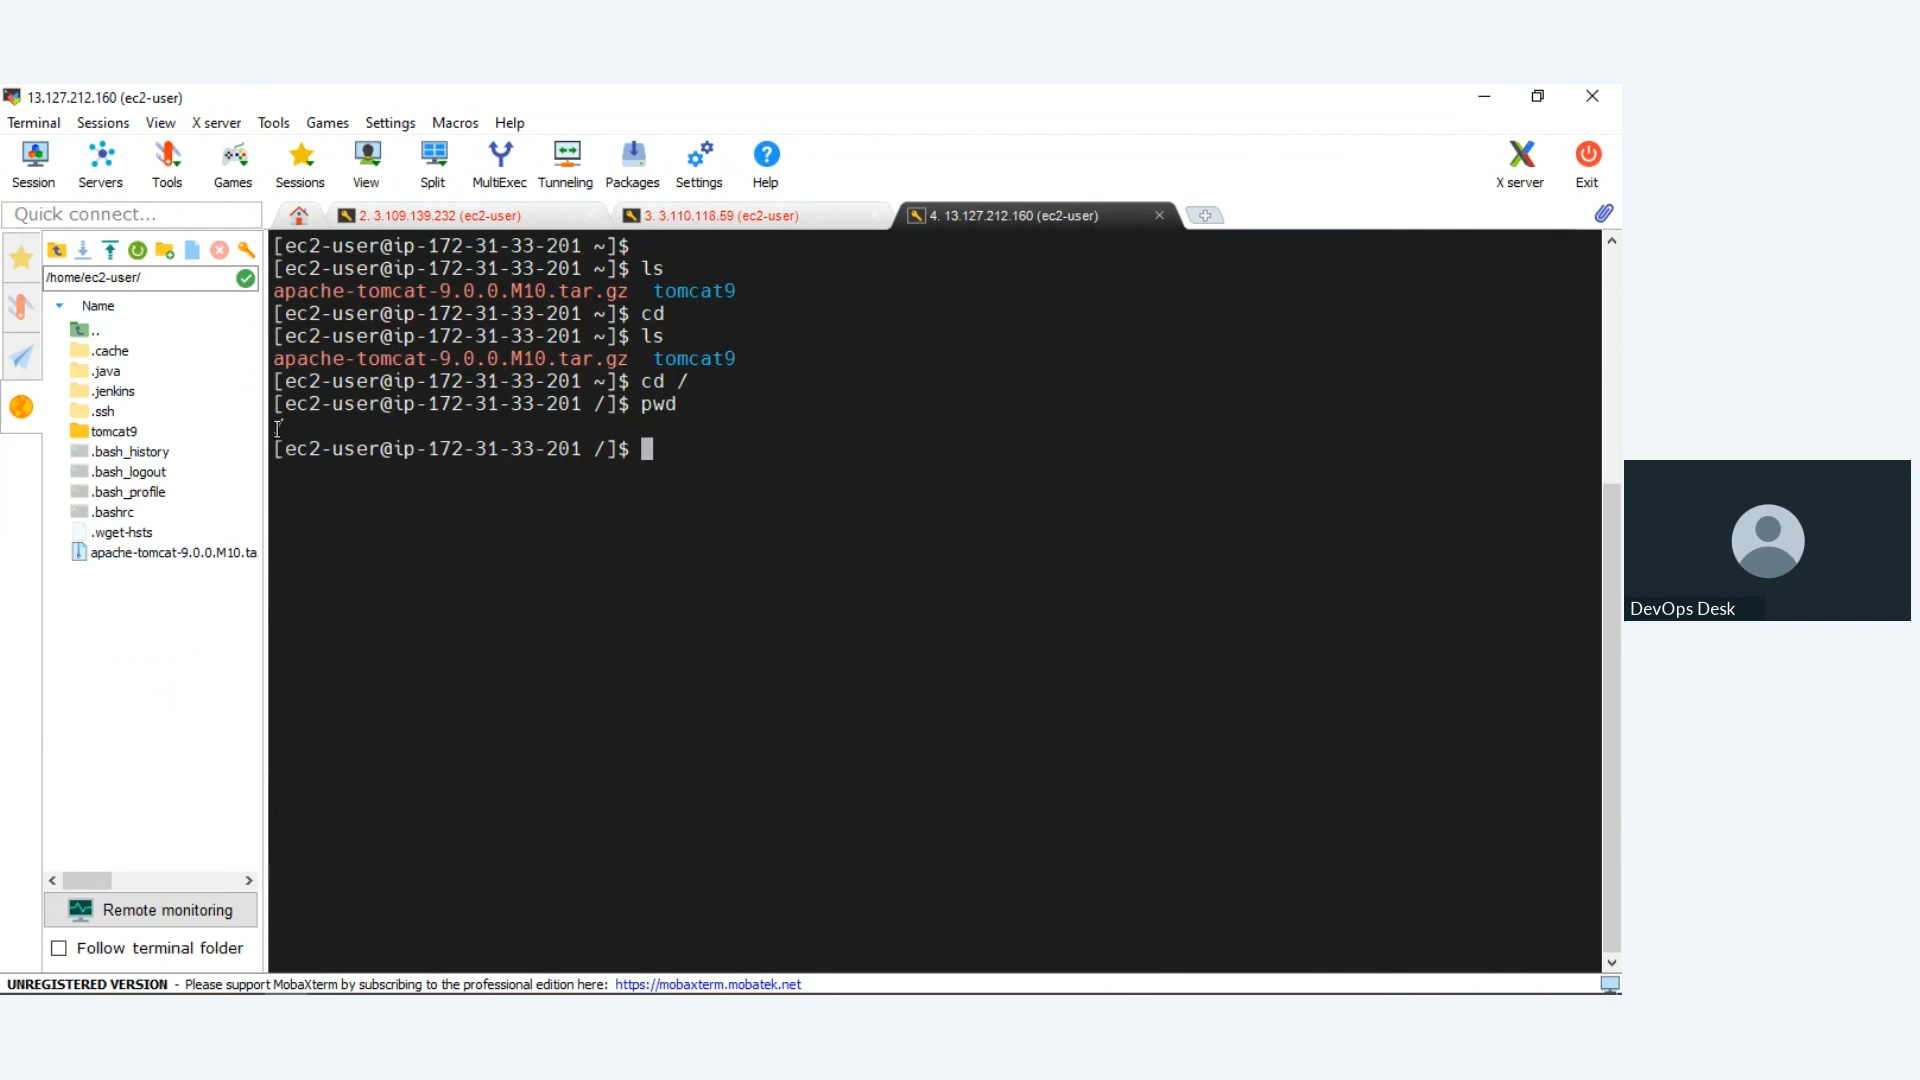 13.127.212.160 (ec2-user)
Terminal Sessions View X server Tools Games Settings Macros Help
Session Servers Tools Games Sessions View Split MultiExec Tunneling Packages Settings Help X server Exit
Quick connect...
2. 3.109.139.232 (ec2-user)
3. 3.110.118.59 (ec2-user)
4. 13.127.212.160 (ec2-user)
/home/ec2-user/
Name
..
.cache
.java
.jenkins
.ssh
tomcat9
.bash_history
.bash_logout
.bash_profile
.bashrc
.wget-hsts
apache-tomcat-9.0.0.M10.ta
Remote monitoring
Follow terminal folder
[ec2-user@ip-172-31-33-201 ~]$
[ec2-user@ip-172-31-33-201 ~]$ ls
apache-tomcat-9.0.0.M10.tar.gz tomcat9
[ec2-user@ip-172-31-33-201 ~]$ cd
[ec2-user@ip-172-31-33-201 ~]$ ls
apache-tomcat-9.0.0.M10.tar.gz tomcat9
[ec2-user@ip-172-31-33-201 ~]$ cd /
[ec2-user@ip-172-31-33-201 /]$ pwd
/
[ec2-user@ip-172-31-33-201 /]$
DevOps Desk
UNREGISTERED VERSION - Please support MobaXterm by subscribing to the professional edition here: https://mobaxterm.mobatek.net